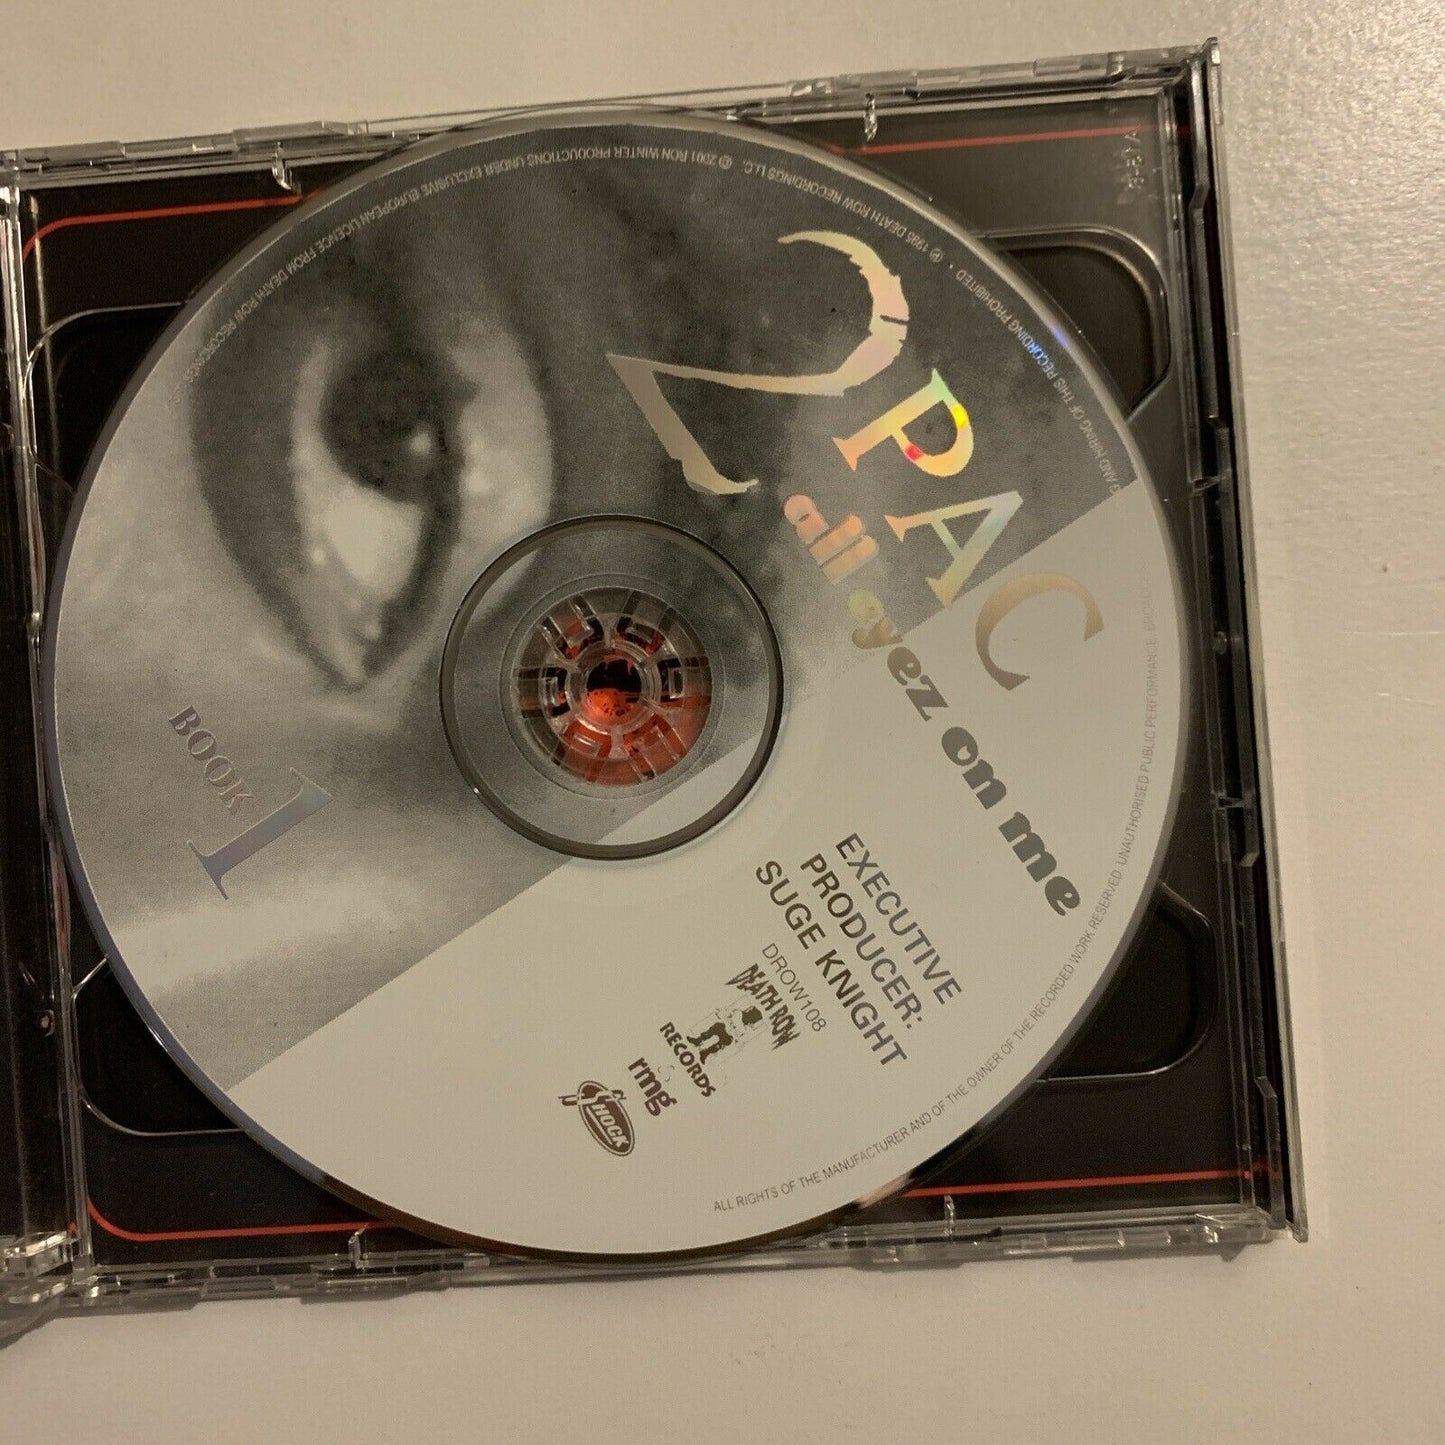 2PAC
all eyez on me
BOOK
1
EXECUTIVE
PRODUCER:
SUGE KNIGHT
DROW108
DEATH ROW
RECORDS
rmg
SHOCK
ALL RIGHTS OF THE MANUFACTURER AND OF THE OWNER OF THE RECORDED WORK RESERVED. UNAUTHORISED PUBLIC PERFORMANCE, AND HIRING OF THIS RECORDING PROHIBITED • ℗ DEATH ROW RECORDINGS LLC. © 2001 RON WINTER PRODUCTIONS UNDER EXCLUSIVE EUROPEAN LICENCE FROM DEATH ROW RECORDINGS